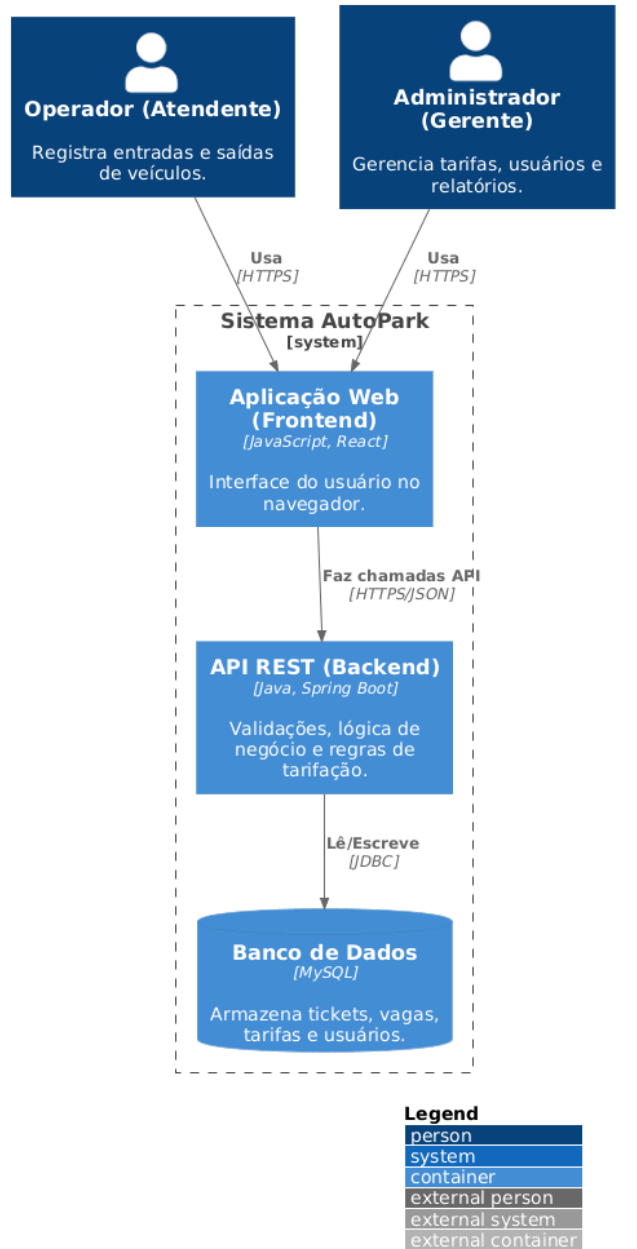 Operador (Atendente)
Registra entradas e saídas
de veículos.
Administrador
(Gerente)
Gerencia tarifas, usuários e
relatórios.
Usa
[HTTPS]
Usa
[HTTPS]
Sistema AutoPark
[system]
Aplicação Web
(Frontend)
[JavaScript, React]
Interface do usuário no
navegador.
Faz chamadas API
[HTTPS/JSON]
API REST (Backend)
[Java, Spring Boot]
Validações, lógica de
negócio e regras de
tarifação.
Lê/Escreve
[JDBC]
Banco de Dados
[MySQL]
Armazena tickets, vagas,
tarifas e usuários.
Legend
person
system
container
external person
external system
external container